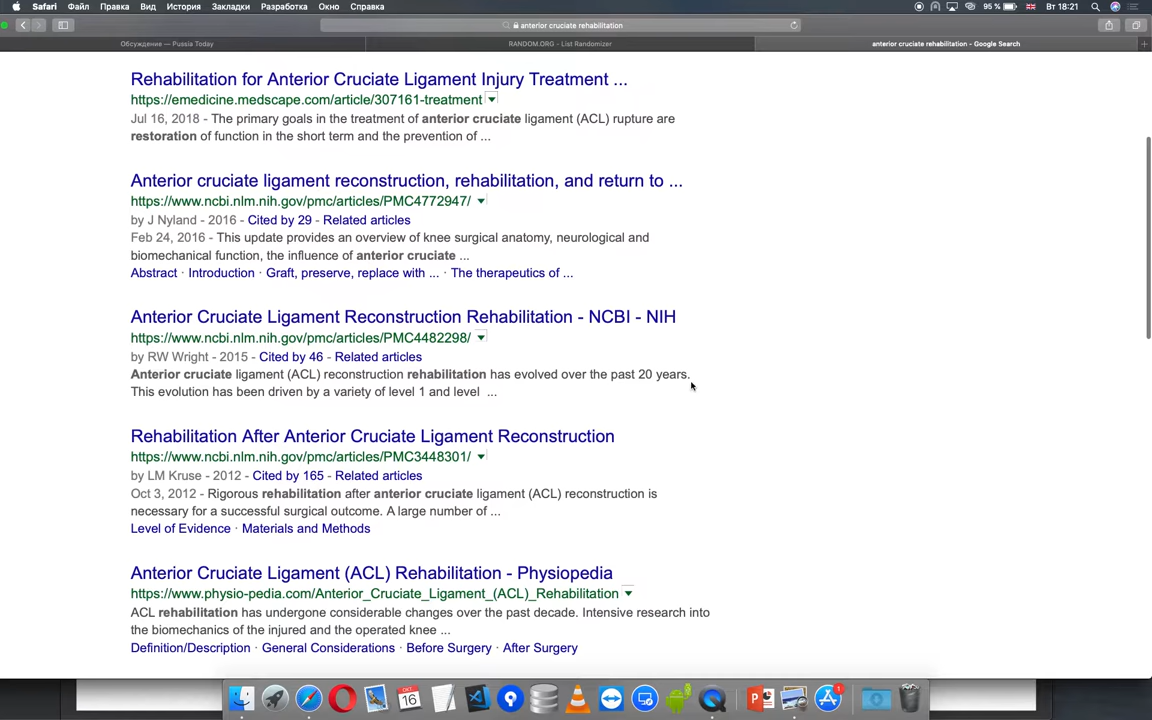 Safari Файл Правка Вид История Закладки Разработка Окно Справка 95 % Вт 18:21
anterior cruciate rehabilitation
Обсуждение — Pussia Today RANDOM.ORG - List Randomizer anterior cruciate rehabilitation - Google Search
Rehabilitation for Anterior Cruciate Ligament Injury Treatment ...
https://emedicine.medscape.com/article/307161-treatment
Jul 16, 2018 - The primary goals in the treatment of anterior cruciate ligament (ACL) rupture are
restoration of function in the short term and the prevention of ...
Anterior cruciate ligament reconstruction, rehabilitation, and return to ...
https://www.ncbi.nlm.nih.gov/pmc/articles/PMC4772947/
by J Nyland - 2016 - Cited by 29 - Related articles
Feb 24, 2016 - This update provides an overview of knee surgical anatomy, neurological and
biomechanical function, the influence of anterior cruciate ...
Abstract · Introduction · Graft, preserve, replace with ... · The therapeutics of ...
Anterior Cruciate Ligament Reconstruction Rehabilitation - NCBI - NIH
https://www.ncbi.nlm.nih.gov/pmc/articles/PMC4482298/
by RW Wright - 2015 - Cited by 46 - Related articles
Anterior cruciate ligament (ACL) reconstruction rehabilitation has evolved over the past 20 years.
This evolution has been driven by a variety of level 1 and level ...
Rehabilitation After Anterior Cruciate Ligament Reconstruction
https://www.ncbi.nlm.nih.gov/pmc/articles/PMC3448301/
by LM Kruse - 2012 - Cited by 165 - Related articles
Oct 3, 2012 - Rigorous rehabilitation after anterior cruciate ligament (ACL) reconstruction is
necessary for a successful surgical outcome. A large number of ...
Level of Evidence · Materials and Methods
Anterior Cruciate Ligament (ACL) Rehabilitation - Physiopedia
https://www.physio-pedia.com/Anterior_Cruciate_Ligament_(ACL)_Rehabilitation
ACL rehabilitation has undergone considerable changes over the past decade. Intensive research into
the biomechanics of the injured and the operated knee ...
Definition/Description · General Considerations · Before Surgery · After Surgery
ОКТ.
16
P
1